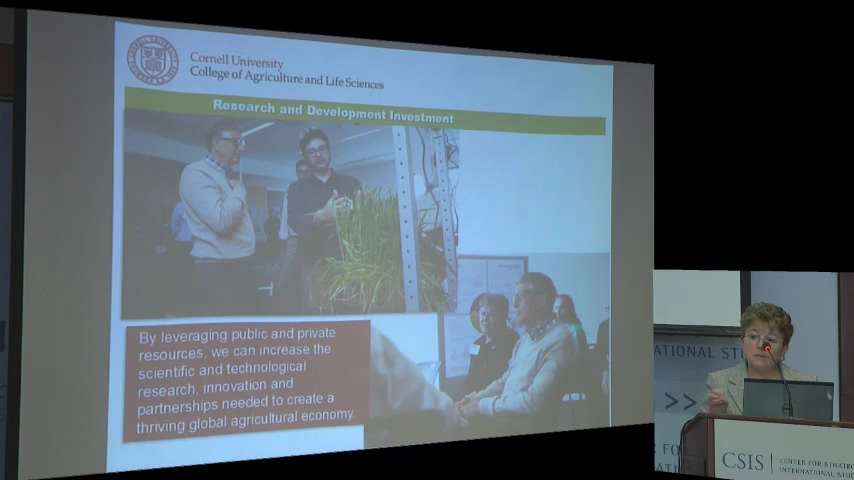 Cornell University
College of Agriculture and Life Sciences
Research and Development Investment
By leveraging public and private
resources, we can increase the
scientific and technological
research, innovation and
partnerships needed to create a
thriving global agricultural economy.
NATIONAL STU
>>
CSIS
CENTER FOR STRATEG
INTERNATIONAL STUD